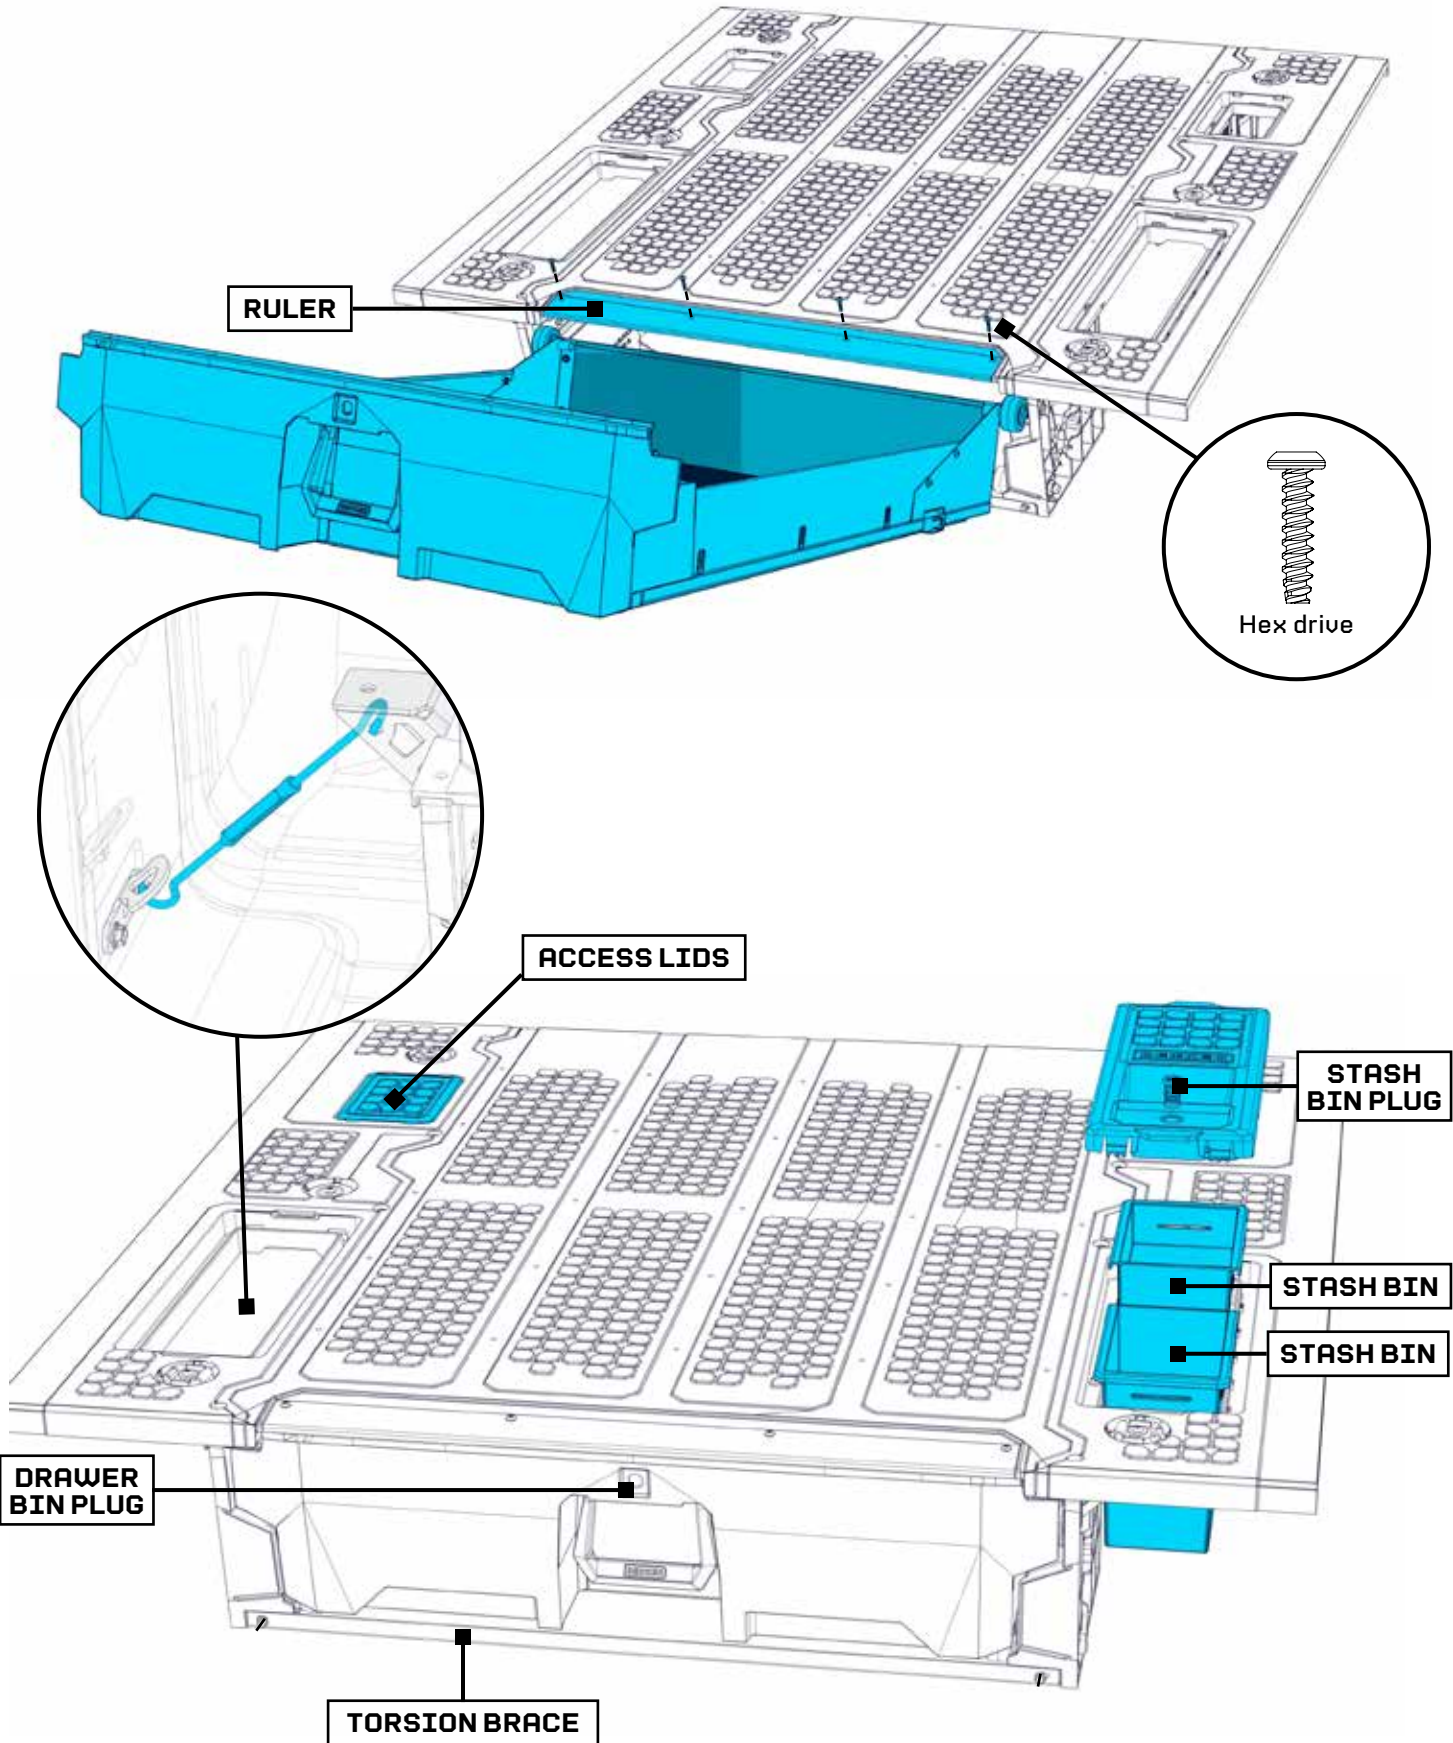 RULER
Hex drive
ACCESS LIDS
STASH
BIN PLUG
STASH BIN
STASH BIN
DRAWER
BIN PLUG
TORSION BRACE